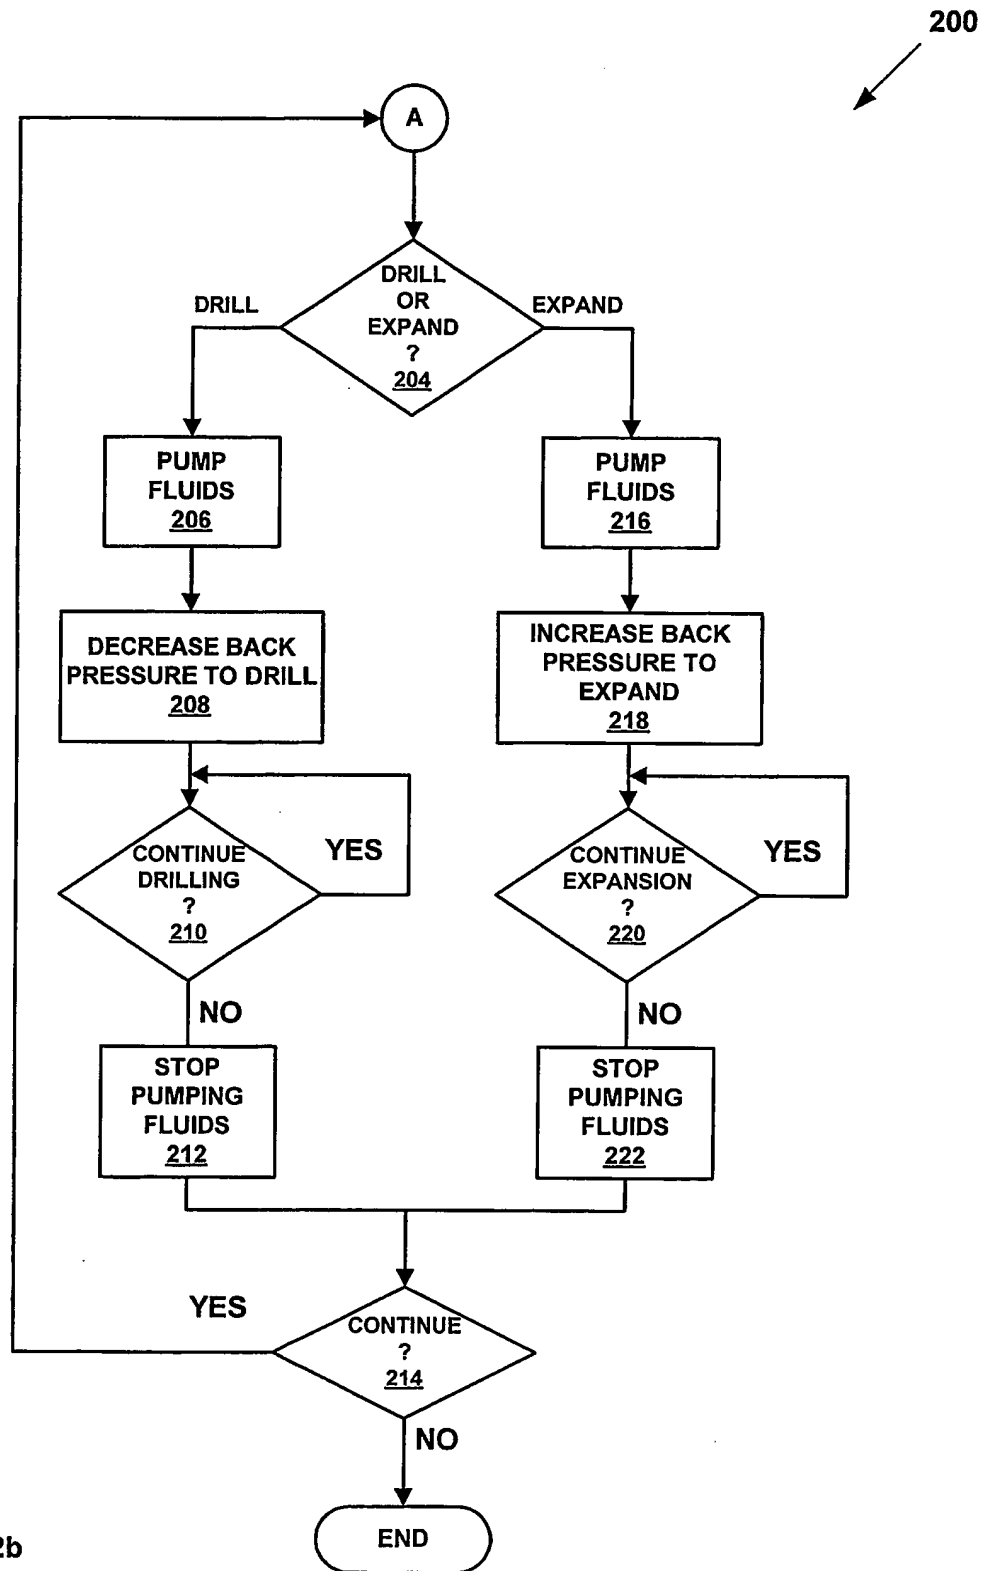 200
A
DRILL
OR
EXPAND
?
204
DRILL
EXPAND
PUMP
FLUIDS
206
PUMP
FLUIDS
216
DECREASE BACK
PRESSURE TO DRILL
208
INCREASE BACK
PRESSURE TO
EXPAND
218
CONTINUE
DRILLING
?
210
YES
CONTINUE
EXPANSION
?
220
YES
NO
NO
STOP
PUMPING
FLUIDS
212
STOP
PUMPING
FLUIDS
222
YES
CONTINUE
?
214
NO
END
2b